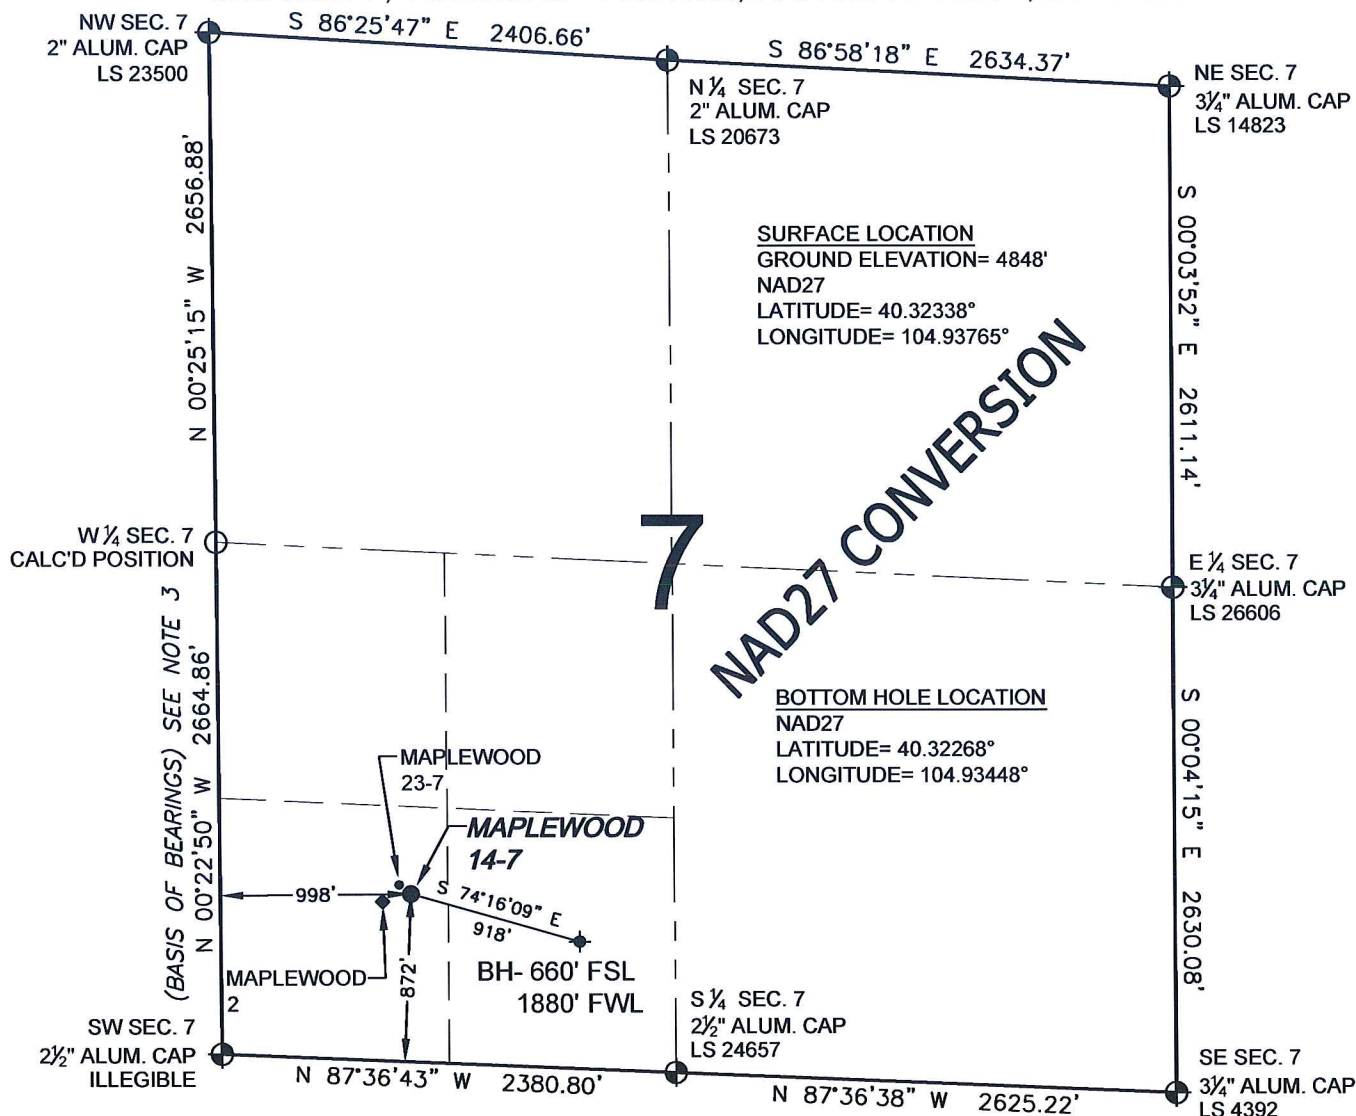 NW SEC. 7
2" ALUM. CAP
LS 23500
S 86°25'47" E 2406.66'
S 86°58'18" E 2634.37'
N ¼ SEC. 7
2" ALUM. CAP
LS 20673
NE SEC. 7
3¼" ALUM. CAP
LS 14823
N 00°25'15" W 2656.88'
S 00°03'52" E 2611.14'
SURFACE LOCATION
GROUND ELEVATION= 4848'
NAD27
LATITUDE= 40.32338°
LONGITUDE= 104.93765°
NAD27 CONVERSION
7
W ¼ SEC. 7
CALC'D POSITION
E ¼ SEC. 7
3¼" ALUM. CAP
LS 26606
(BASIS OF BEARINGS) SEE NOTE 3
N 00°22'50" W 2664.86'
S 00°04'15" E 2630.08'
BOTTOM HOLE LOCATION
NAD27
LATITUDE= 40.32268°
LONGITUDE= 104.93448°
MAPLEWOOD
23-7
MAPLEWOOD
14-7
998'
S 74°16'09" E
918'
872'
BH- 660' FSL
1880' FWL
MAPLEWOOD
2
SW SEC. 7
2½" ALUM. CAP
ILLEGIBLE
S ¼ SEC. 7
2½" ALUM. CAP
LS 24657
SE SEC. 7
3¼" ALUM. CAP
LS 4392
N 87°36'43" W 2380.80'
N 87°36'38" W 2625.22'